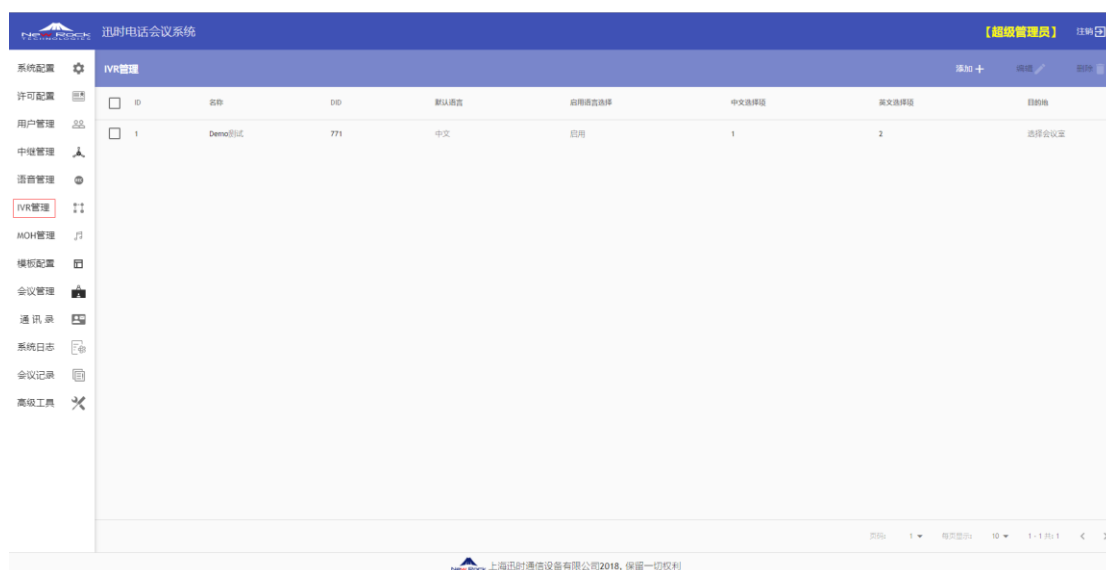 New Rock TECHNOLOGIES 迅时电话会议系统 【超级管理员】 注销
系统配置
许可配置
用户管理
中继管理
语音管理
IVR管理
MOH管理
模板配置
会议管理
通 讯 录
系统日志
会议记录
高级工具
IVR管理 添加 编辑 删除
ID 名称 DID 默认语言 启用语言选择 中文选择项 英文选择项 目的地
1 Demo测试 771 中文 启用 1 2 选择会议室
页码: 1 每页显示: 10 1 - 1 共: 1
New Rock 上海迅时通信设备有限公司2018, 保留一切权利